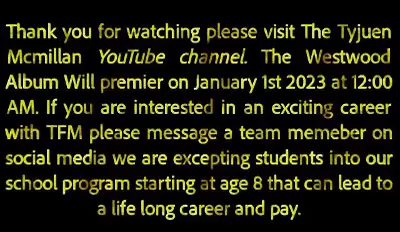 Thank you for watching please visit The Tyjuen
Mcmillan YouTube channel. The Westwood
Album Will premier on January 1st 2023 at 12:00
AM. If you are interested in an exciting career
with TFM please message a team memeber on
social media we are excepting students into our
school program starting at age 8 that can lead to
a life long career and pay.